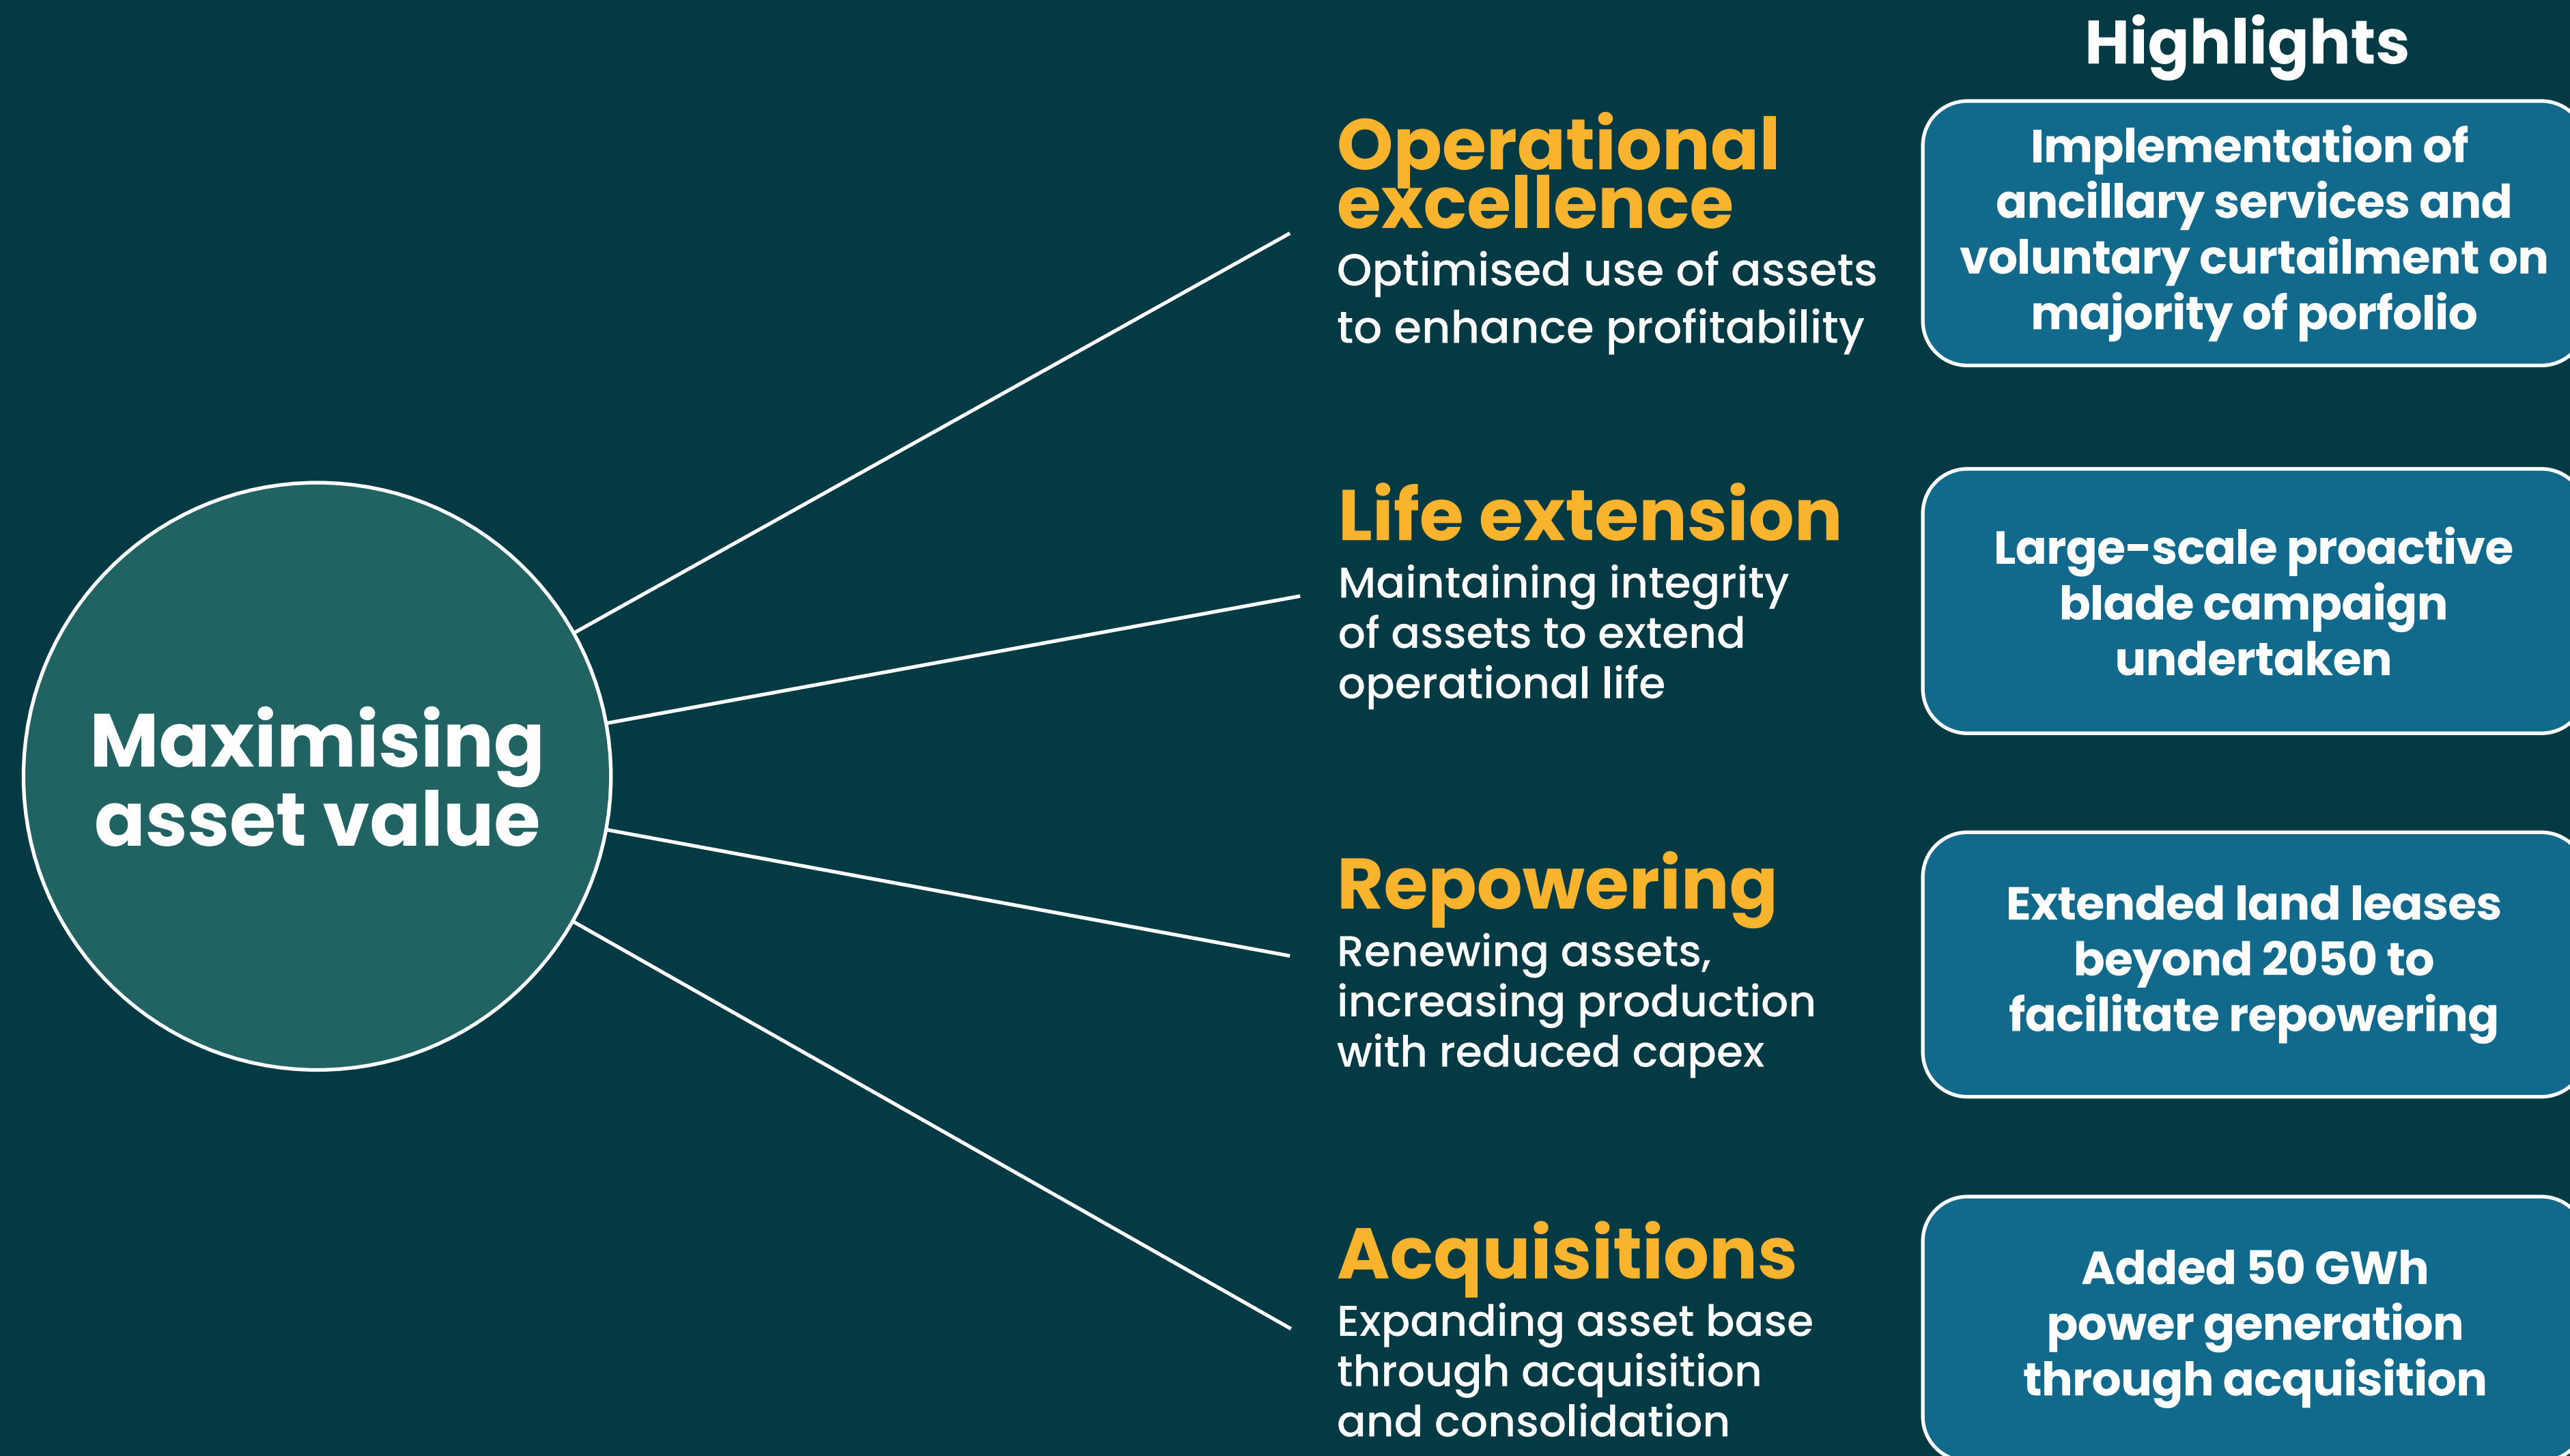 Highlights
Operational
excellence
Optimised use of assets
to enhance profitability
Implementation of
ancillary services and
voluntary curtailment on
majority of porfolio
Life extension
Maintaining integrity
of assets to extend
operational life
Large-scale proactive
blade campaign
undertaken
Maximising
asset value
Repowering
Renewing assets,
increasing production
with reduced capex
Extended land leases
beyond 2050 to
facilitate repowering
Acquisitions
Expanding asset base
through acquisition
and consolidation
Added 50 GWh
power generation
through acquisition